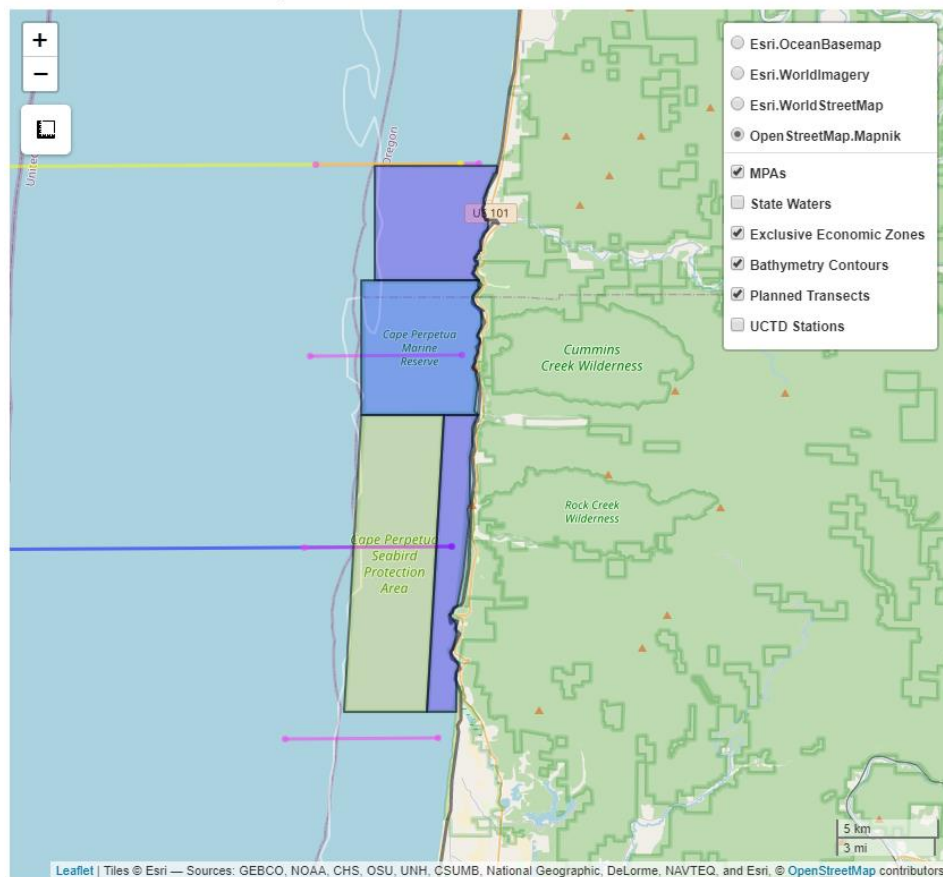 +
−
Esri.OceanBasemap
Esri.WorldImagery
Esri.WorldStreetMap
OpenStreetMap.Mapnik
MPAs
State Waters
Exclusive Economic Zones
Bathymetry Contours
Planned Transects
UCTD Stations
United
Oregon
US 101
Cape Perpetua
Marine
Reserve
Cummins
Creek Wilderness
Rock Creek
Wilderness
Cape Perpetua
Seabird
Protection
Area
5 km
3 mi
Leaflet | Tiles © Esri — Sources: GEBCO, NOAA, CHS, OSU, UNH, CSUMB, National Geographic, DeLorme, NAVTEQ, and Esri, © OpenStreetMap contributors